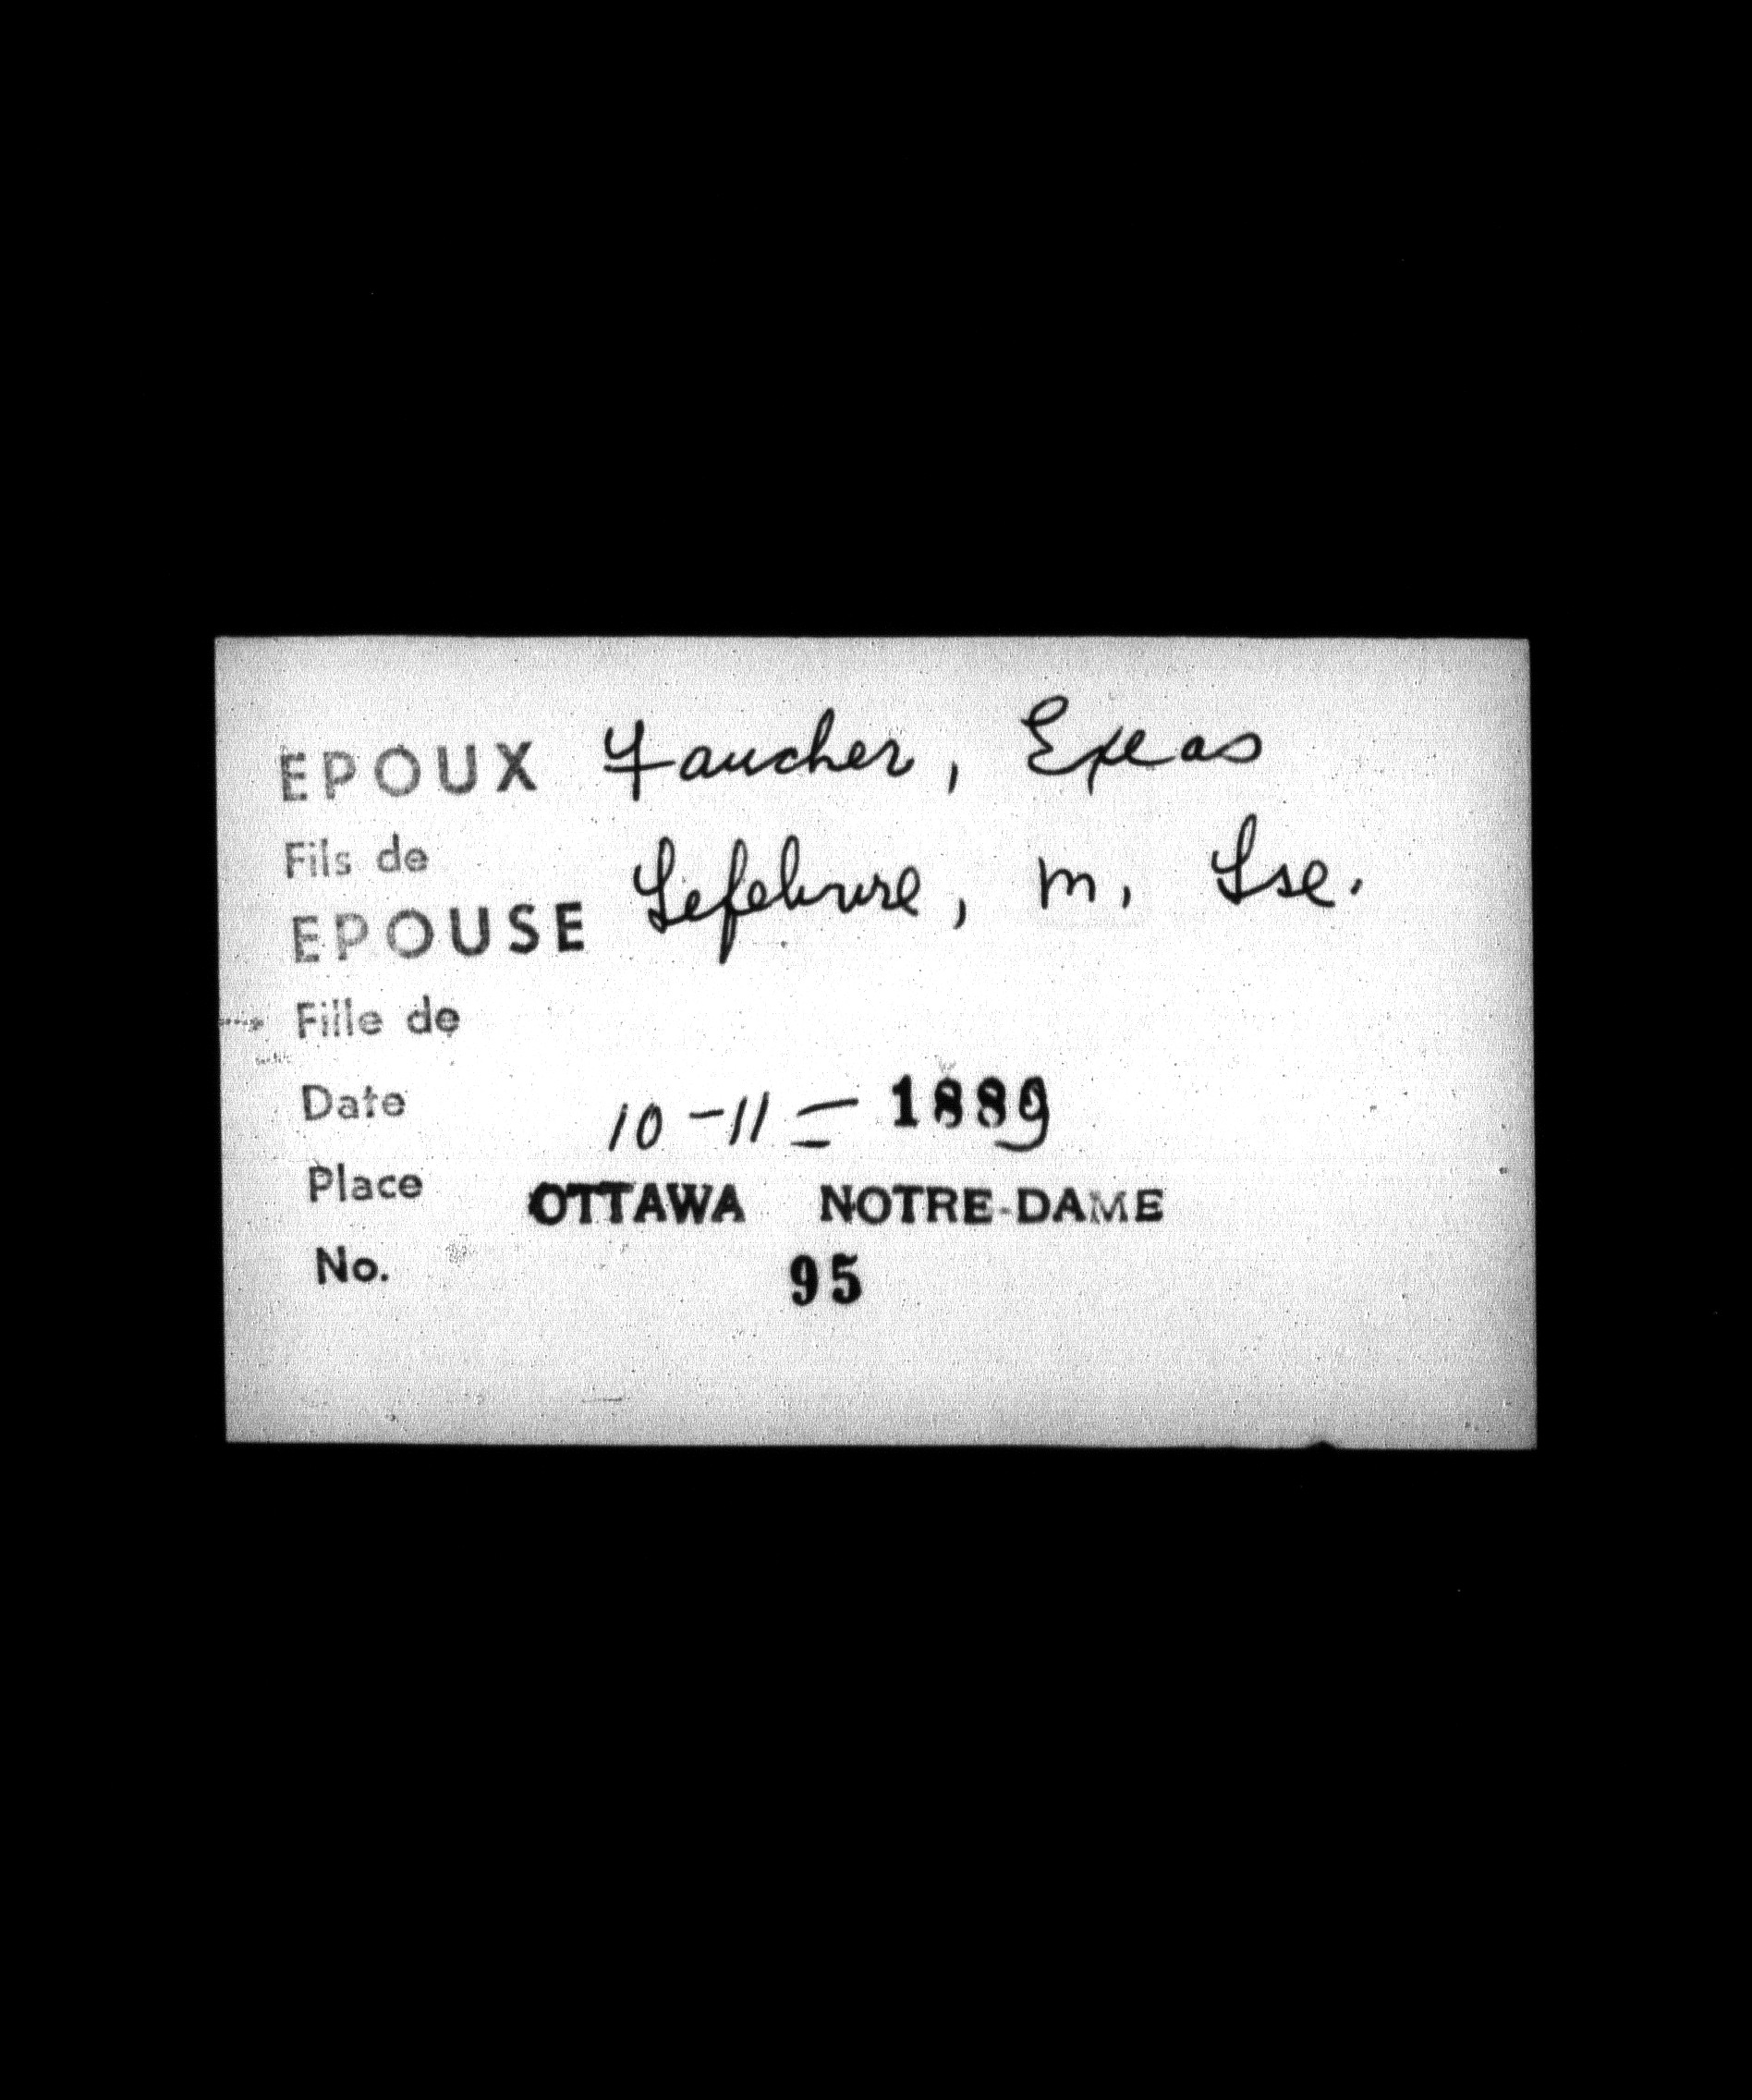 EPOUX Faucher, Exeas
Fils de
EPOUSE Lefebvre, m. Lse.
Fille de
Date 10-11 = 1889
Place OTTAWA NOTRE-DAME
No. 95